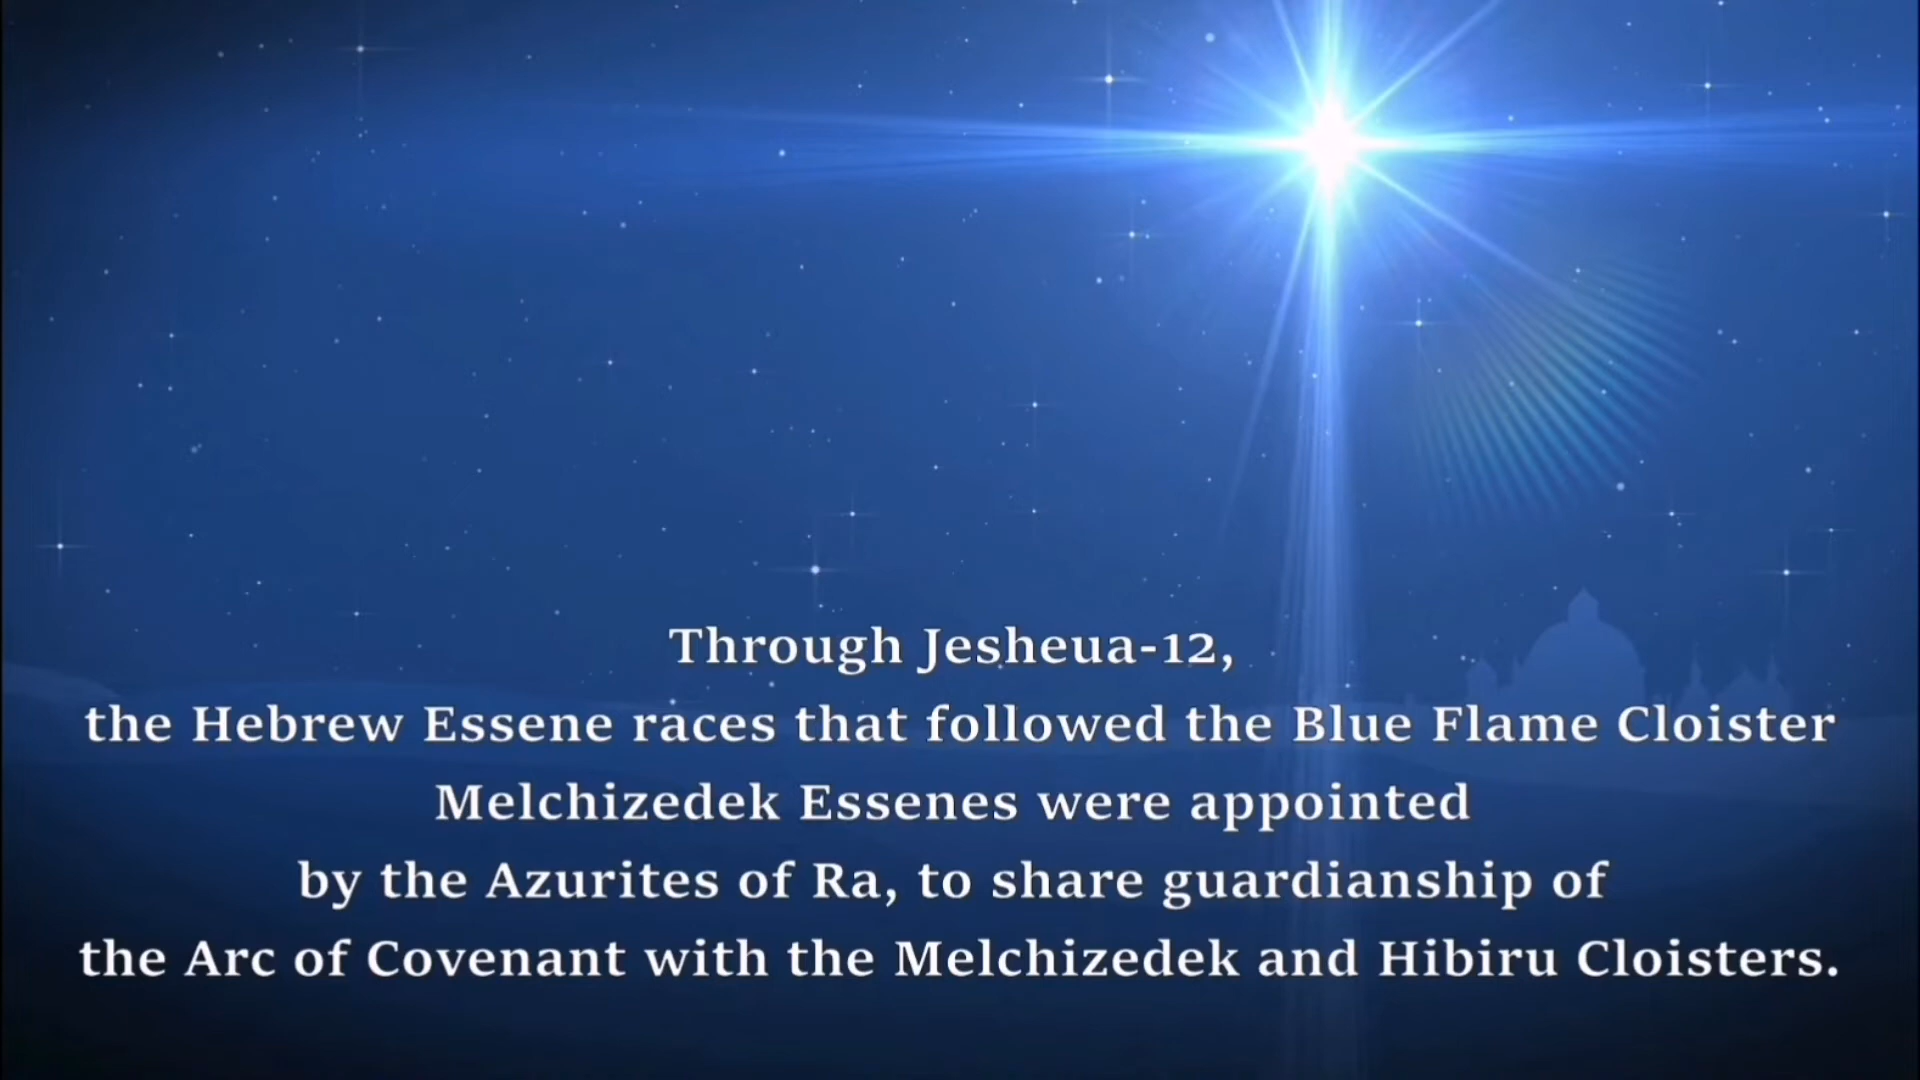 Through Jesheua-12,
the Hebrew Essene races that followed the Blue Flame Cloister
Melchizedek Essenes were appointed
by the Azurites of Ra, to share guardianship of
the Arc of Covenant with the Melchizedek and Hibiru Cloisters.